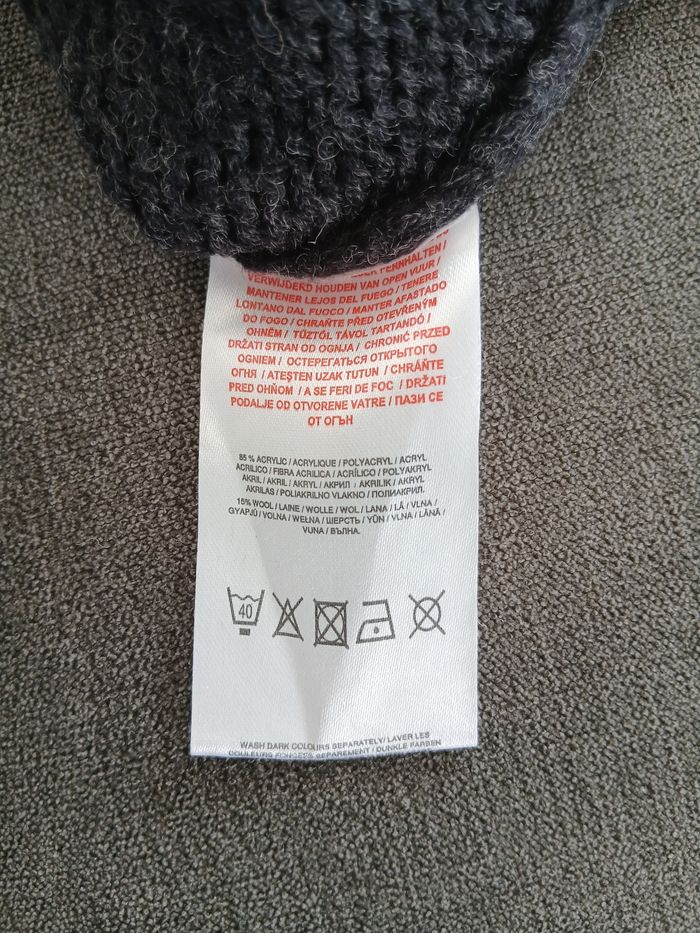 FERNHALTEN /
VERWIJDERD HOUDEN VAN OPEN VUUR /
MANTENER LEJOS DEL FUEGO / TENERE
LONTANO DAL FUOCO / MANTER AFASTADO
DO FOGO / CHRAŇTE PŘED OTEVŘENÝM
OHNĚM / TŰZTŐL TÁVOL TARTANDÓ /
DRŽATI STRAN OD OGNJA / CHRONIĆ PRZED
OGNIEM / ОСТЕРЕГАТЬСЯ ОТКРЫТОГО
ОГНЯ / ATEŞTEN UZAK TUTUN / CHRÁŇTE
PRED OHŇOM / A SE FERI DE FOC / DRŽATI
PODALJE OD OTVORENE VATRE / ПАЗИ СЕ
ОТ ОГЪН
85 % ACRYLIC / ACRYLIQUE / POLYACRYL / ACRYL
ACRILICO / FIBRA ACRILICA / ACRÍLICO / POLYAKRYL
AKRIL / AKRIL / AKRYL / АКРИЛ / AKRILIK / AKRYL
AKRILAS / POLIAKRILNO VLAKNO / ПОЛИАКРИЛ.
15% WOOL / LAINE / WOLLE / WOL / LANA / LÃ / VLNA /
GYAPJÚ / VOLNA / WEŁNA / ШЕРСТЬ / YÜN / VLNA / LÂNĂ /
VUNA / ВЪЛНА.
40
WASH DARK COLOURS SEPARATELY/ LAVER LES
COULEURS FONCEES SEPAREMENT / DUNKLE FARBEN